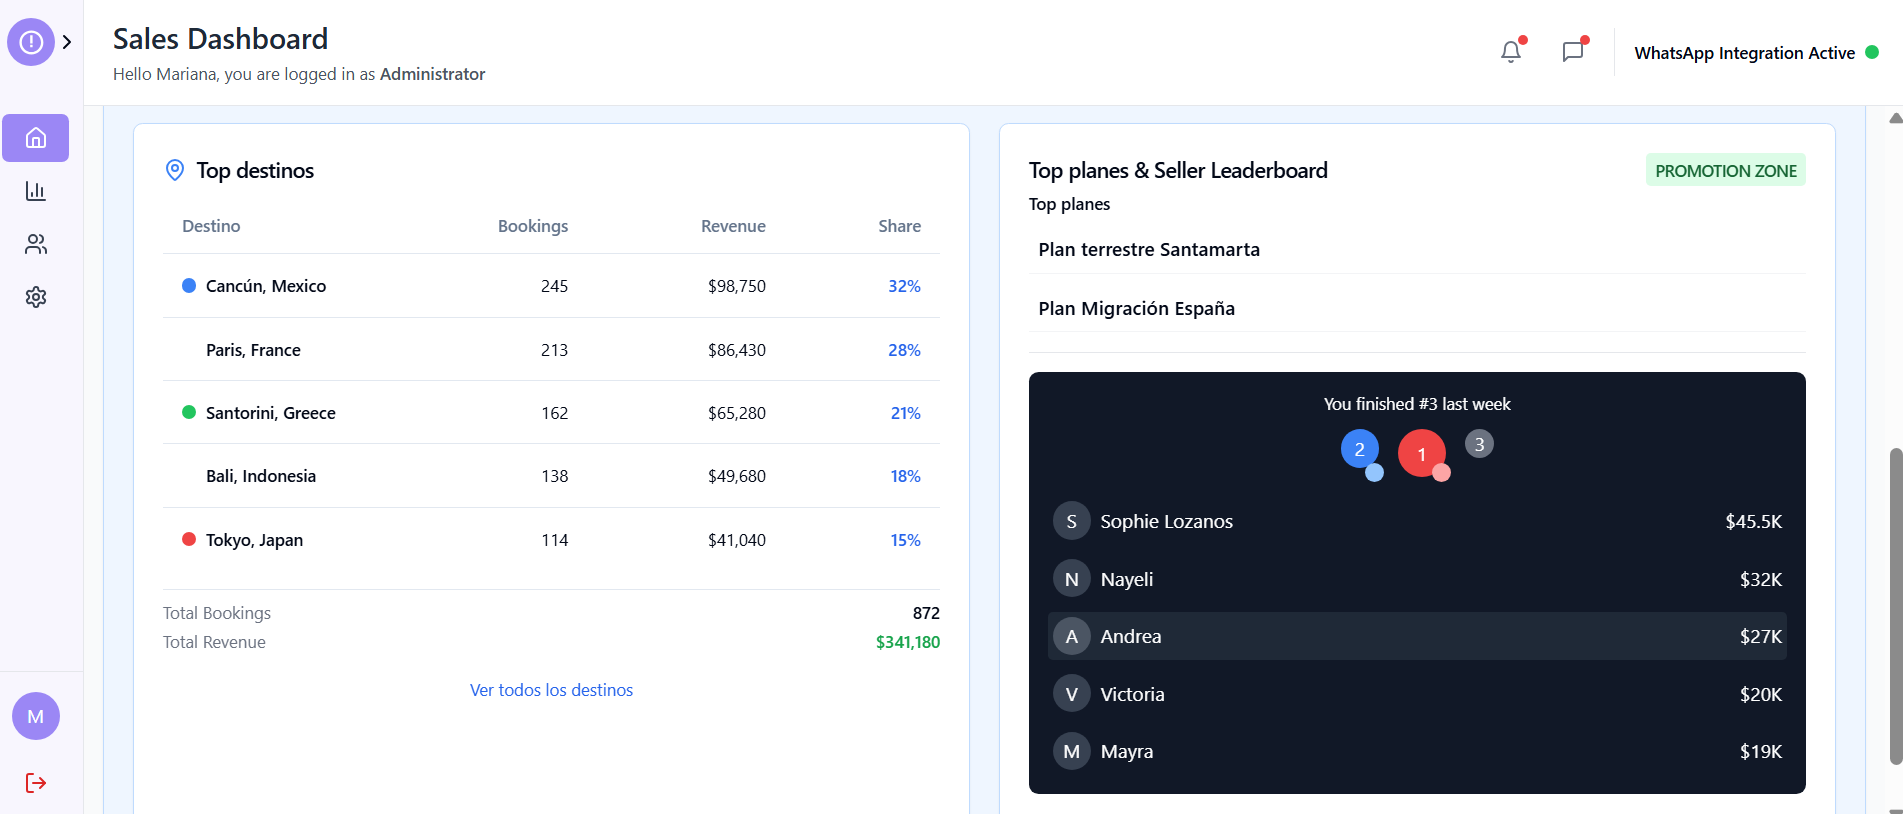 Sales Dashboard
Hello Mariana, you are logged in as Administrator
WhatsApp Integration Active
Top destinos
Destino Bookings Revenue Share
Cancún, Mexico 245 $98,750 32%
Paris, France 213 $86,430 28%
Santorini, Greece 162 $65,280 21%
Bali, Indonesia 138 $49,680 18%
Tokyo, Japan 114 $41,040 15%
Total Bookings 872
Total Revenue $341,180
Ver todos los destinos
Top planes & Seller Leaderboard PROMOTION ZONE
Top planes
Plan terrestre Santamarta
Plan Migración España
You finished #3 last week
2 1 3
S Sophie Lozanos $45.5K
N Nayeli $32K
A Andrea $27K
V Victoria $20K
M Mayra $19K
M